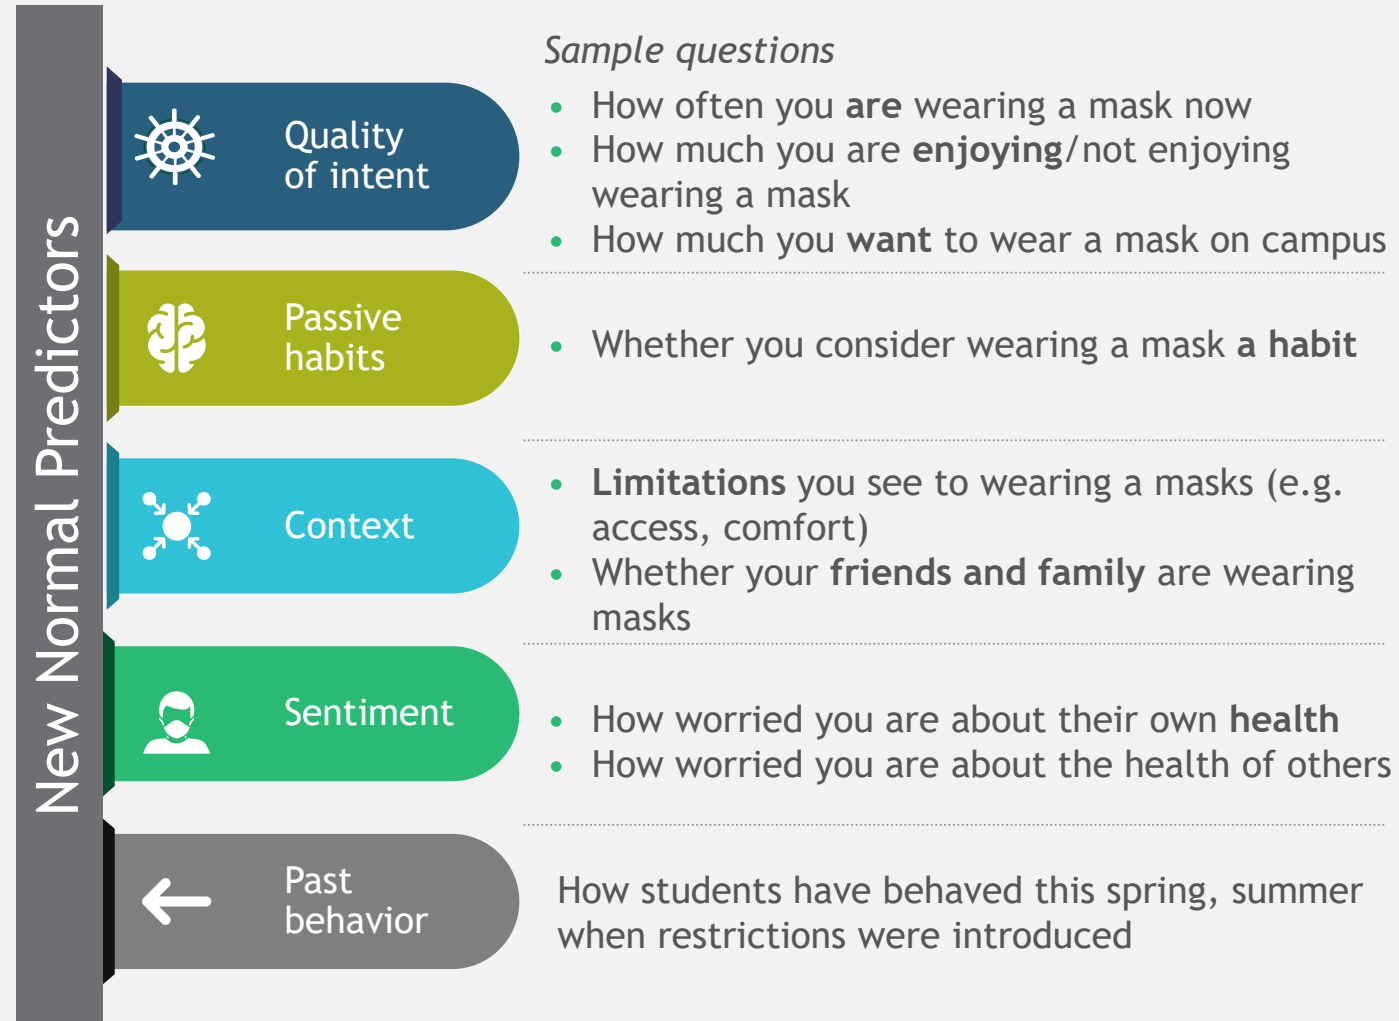 New Normal Predictors
Sample questions
Quality
of intent
• How often you are wearing a mask now
• How much you are enjoying/not enjoying
wearing a mask
• How much you want to wear a mask on campus
Passive
habits
• Whether you consider wearing a mask a habit
Context
• Limitations you see to wearing a masks (e.g.
access, comfort)
• Whether your friends and family are wearing
masks
Sentiment
• How worried you are about their own health
• How worried you are about the health of others
Past
behavior
How students have behaved this spring, summer
when restrictions were introduced